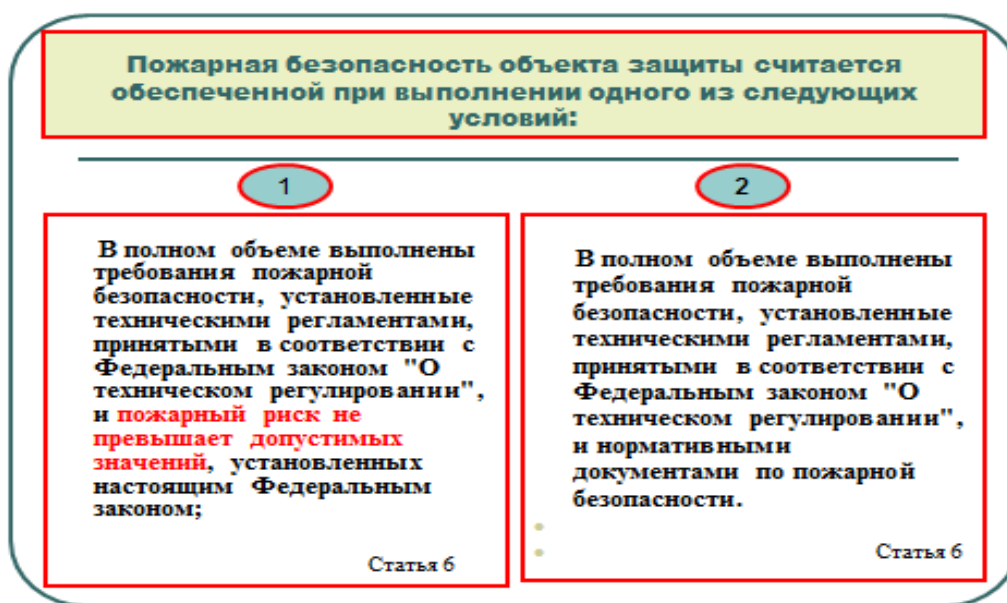 Пожарная безопасность объекта защиты считается
обеспеченной при выполнении одного из следующих
условий:
1
В полном объеме выполнены
требования пожарной
безопасности, установленные
техническими регламентами,
принятыми в соответствии с
Федеральным законом "О
техническом регулировании",
и пожарный риск не
превышает допустимых
значений, установленных
настоящим Федеральным
законом;
Статья 6
2
В полном объеме выполнены
требования пожарной
безопасности, установленные
техническими регламентами,
принятыми в соответствии с
Федеральным законом "О
техническом регулировании",
и нормативными
документами по пожарной
безопасности.
Статья 6